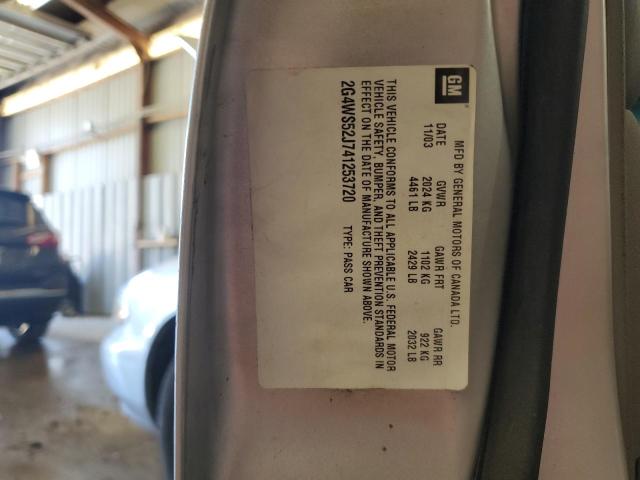 GM
MFD BY GENERAL MOTORS OF CANADA LTD.
DATE GVWR GAWR FRT GAWR RR
11/03 2024 KG 1102 KG 922 KG
4461 LB 2429 LB 2032 LB
THIS VEHICLE CONFORMS TO ALL APPLICABLE U.S. FEDERAL MOTOR
VEHICLE SAFETY, BUMPER, AND THEFT PREVENTION STANDARDS IN
EFFECT ON THE DATE OF MANUFACTURE SHOWN ABOVE.
2G4WS52J741253720 TYPE: PASS CAR